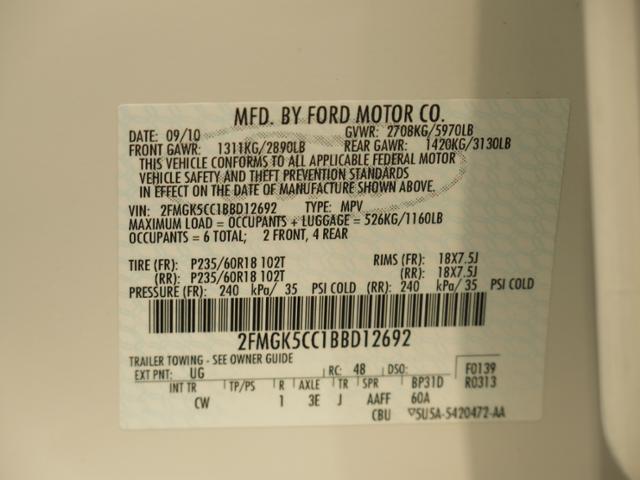 MFD. BY FORD MOTOR CO.
DATE: 09/10 GVWR: 2708KG/5970LB
FRONT GAWR: 1311KG/2890LB REAR GAWR: 1420KG/3130LB
THIS VEHICLE CONFORMS TO ALL APPLICABLE FEDERAL MOTOR
VEHICLE SAFETY AND THEFT PREVENTION STANDARDS
IN EFFECT ON THE DATE OF MANUFACTURE SHOWN ABOVE.
VIN: 2FMGK5CC1BBD12692 TYPE: MPV
MAXIMUM LOAD = OCCUPANTS + LUGGAGE = 526KG/1160LB
OCCUPANTS = 6 TOTAL; 2 FRONT, 4 REAR
TIRE (FR): P235/60R18 102T RIMS (FR): 18X7.5J
(RR): P235/60R18 102T (RR): 18X7.5J
PRESSURE (FR): 240 kPa/ 35 PSI COLD (RR): 240 kPa/ 35 PSI COLD
2FMGK5CC1BBD12692
TRAILER TOWING - SEE OWNER GUIDE
EXT PNT: UG RC: 48 DSO: F0139
INT TR TP/PS R AXLE TR SPR BP31D R0313
CW 1 3E J AAFF 60A
CBU ▽5U5A-5420472-AA